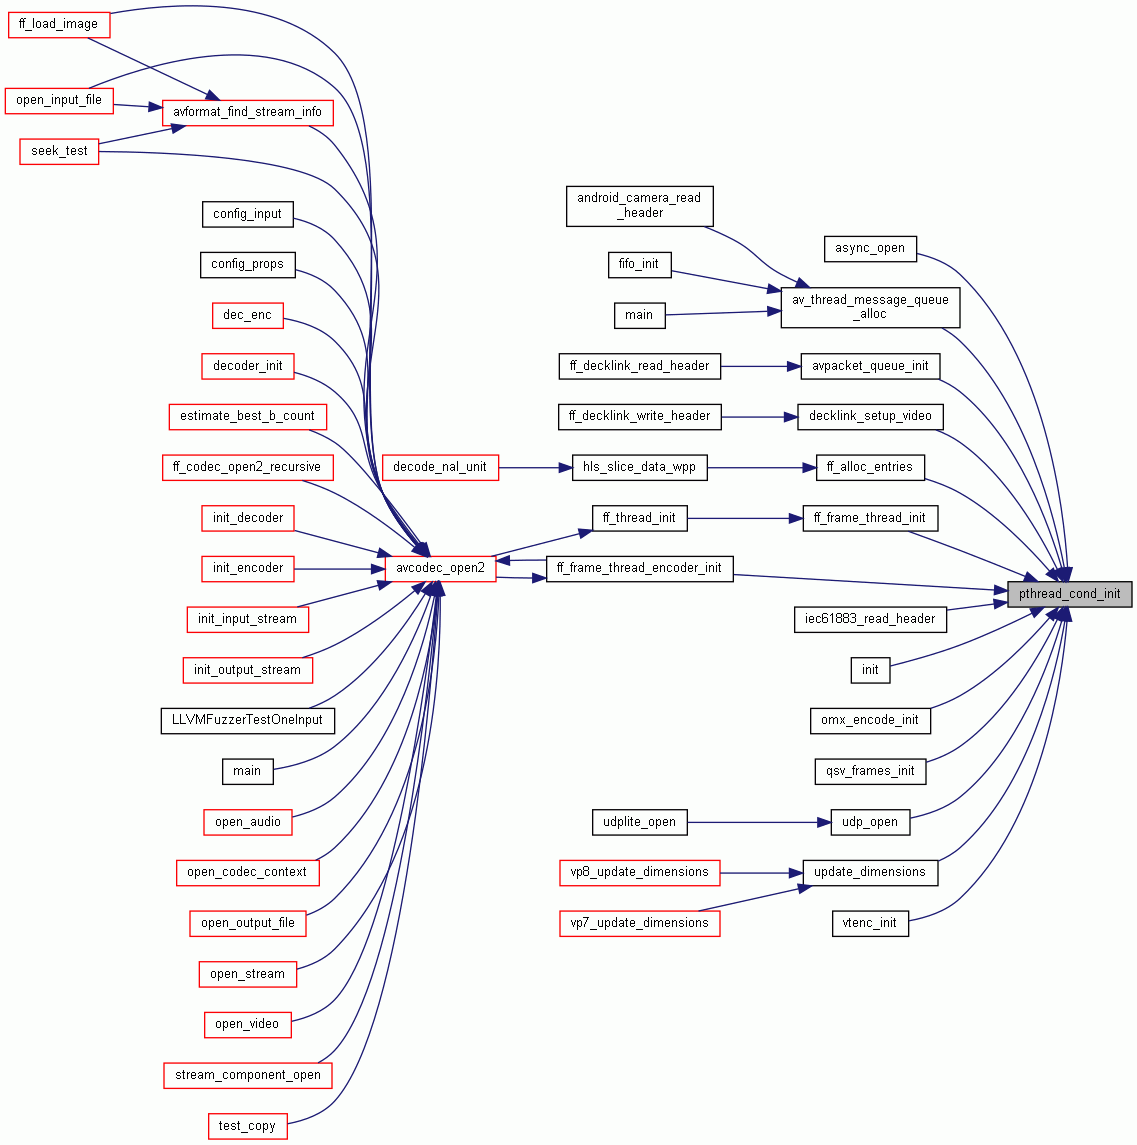 ff_load_image
open_input_file
avformat_find_stream_info
seek_test
config_input
config_props
dec_enc
decoder_init
estimate_best_b_count
ff_codec_open2_recursive
init_decoder
init_encoder
init_input_stream
init_output_stream
LLVMFuzzerTestOneInput
main
open_audio
open_codec_context
open_output_file
open_stream
open_video
stream_component_open
test_copy
decode_nal_unit
avcodec_open2
android_camera_read
_header
fifo_init
main
ff_decklink_read_header
ff_decklink_write_header
hls_slice_data_wpp
ff_thread_init
ff_frame_thread_encoder_init
udplite_open
vp8_update_dimensions
vp7_update_dimensions
async_open
av_thread_message_queue
_alloc
avpacket_queue_init
decklink_setup_video
ff_alloc_entries
ff_frame_thread_init
iec61883_read_header
init
omx_encode_init
qsv_frames_init
udp_open
update_dimensions
vtenc_init
pthread_cond_init